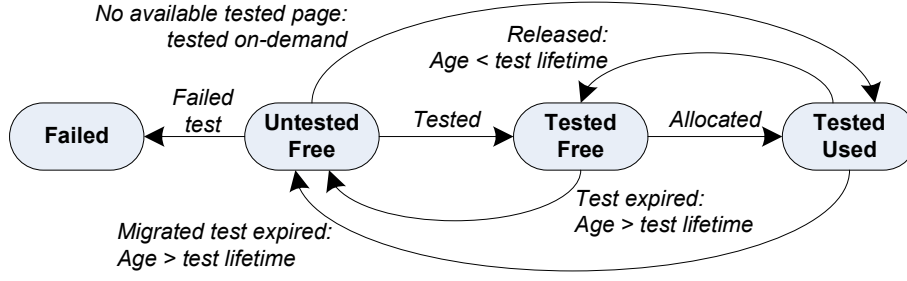 No available tested page:
tested on-demand
Released:
Age < test lifetime
Failed
test
Failed
Untested
Free
Tested
Tested
Free
Allocated
Tested
Used
Test expired:
Age > test lifetime
Migrated test expired:
Age > test lifetime